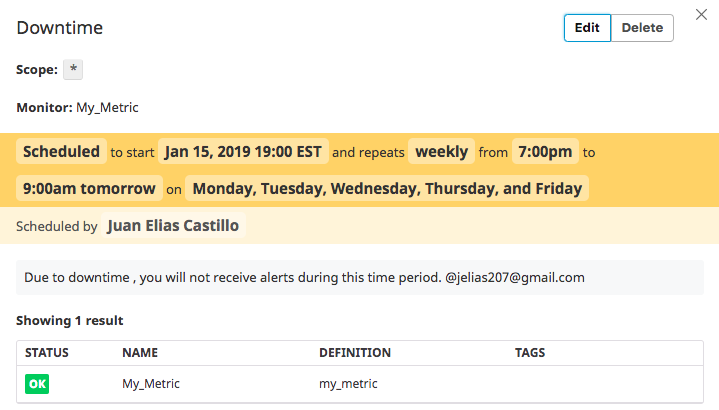 Downtime
Edit Delete
Scope: *
Monitor: My_Metric
Scheduled to start Jan 15, 2019 19:00 EST and repeats weekly from 7:00pm to
9:00am tomorrow on Monday, Tuesday, Wednesday, Thursday, and Friday
Scheduled by Juan Elias Castillo
Due to downtime , you will not receive alerts during this time period. @jelias207@gmail.com
Showing 1 result
STATUS NAME DEFINITION TAGS
OK My_Metric my_metric